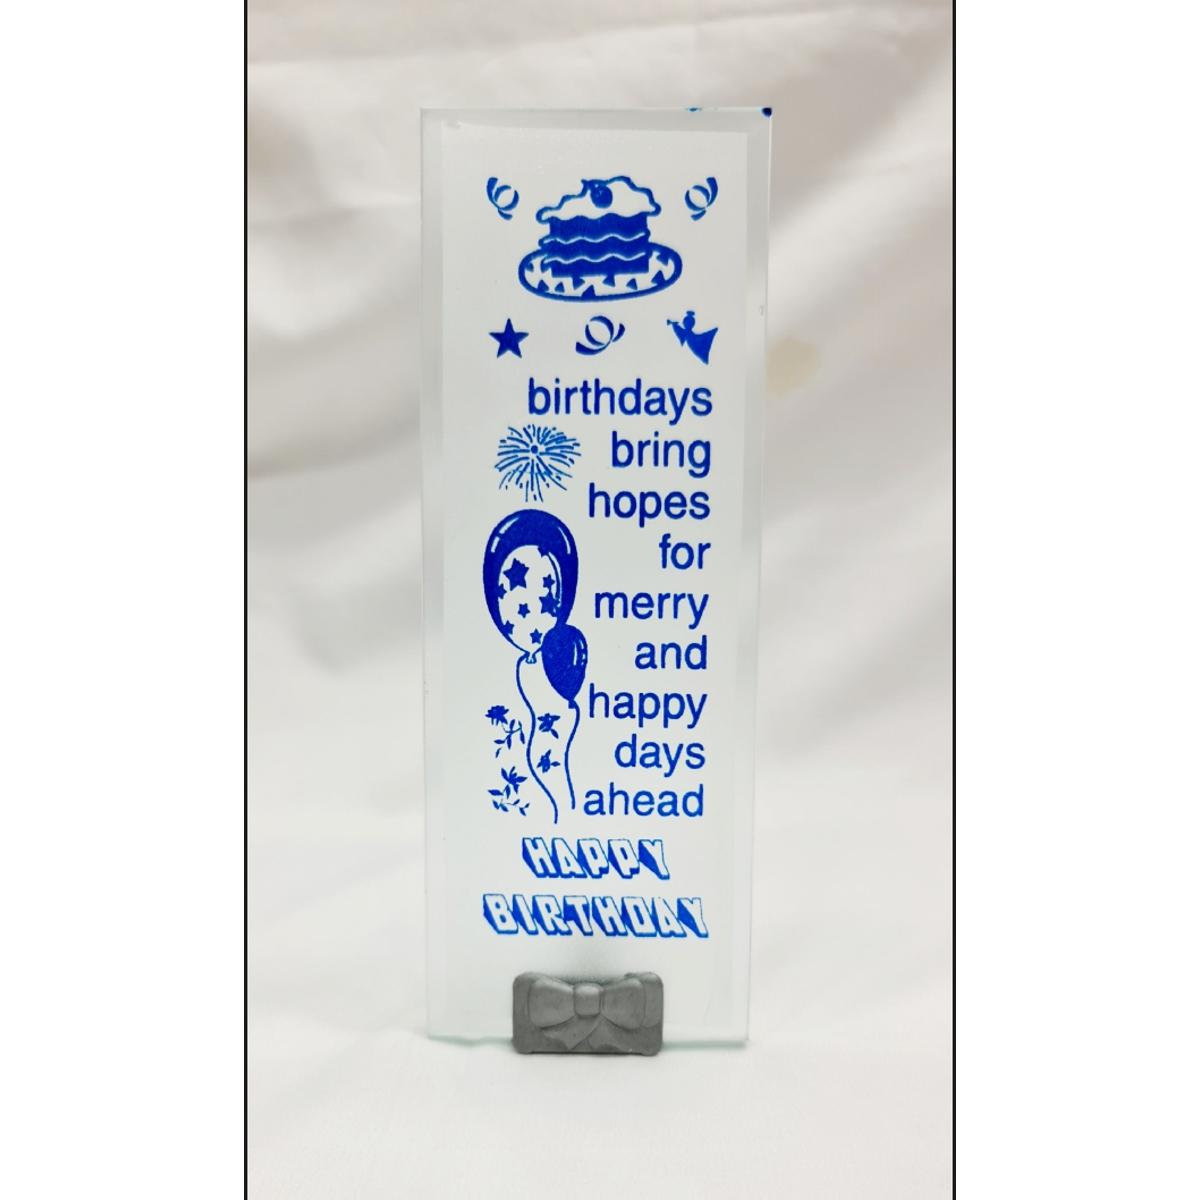 birthdays
bring
hopes
for
merry
and
happy
days
ahead
HAPPY
BIRTHDAY